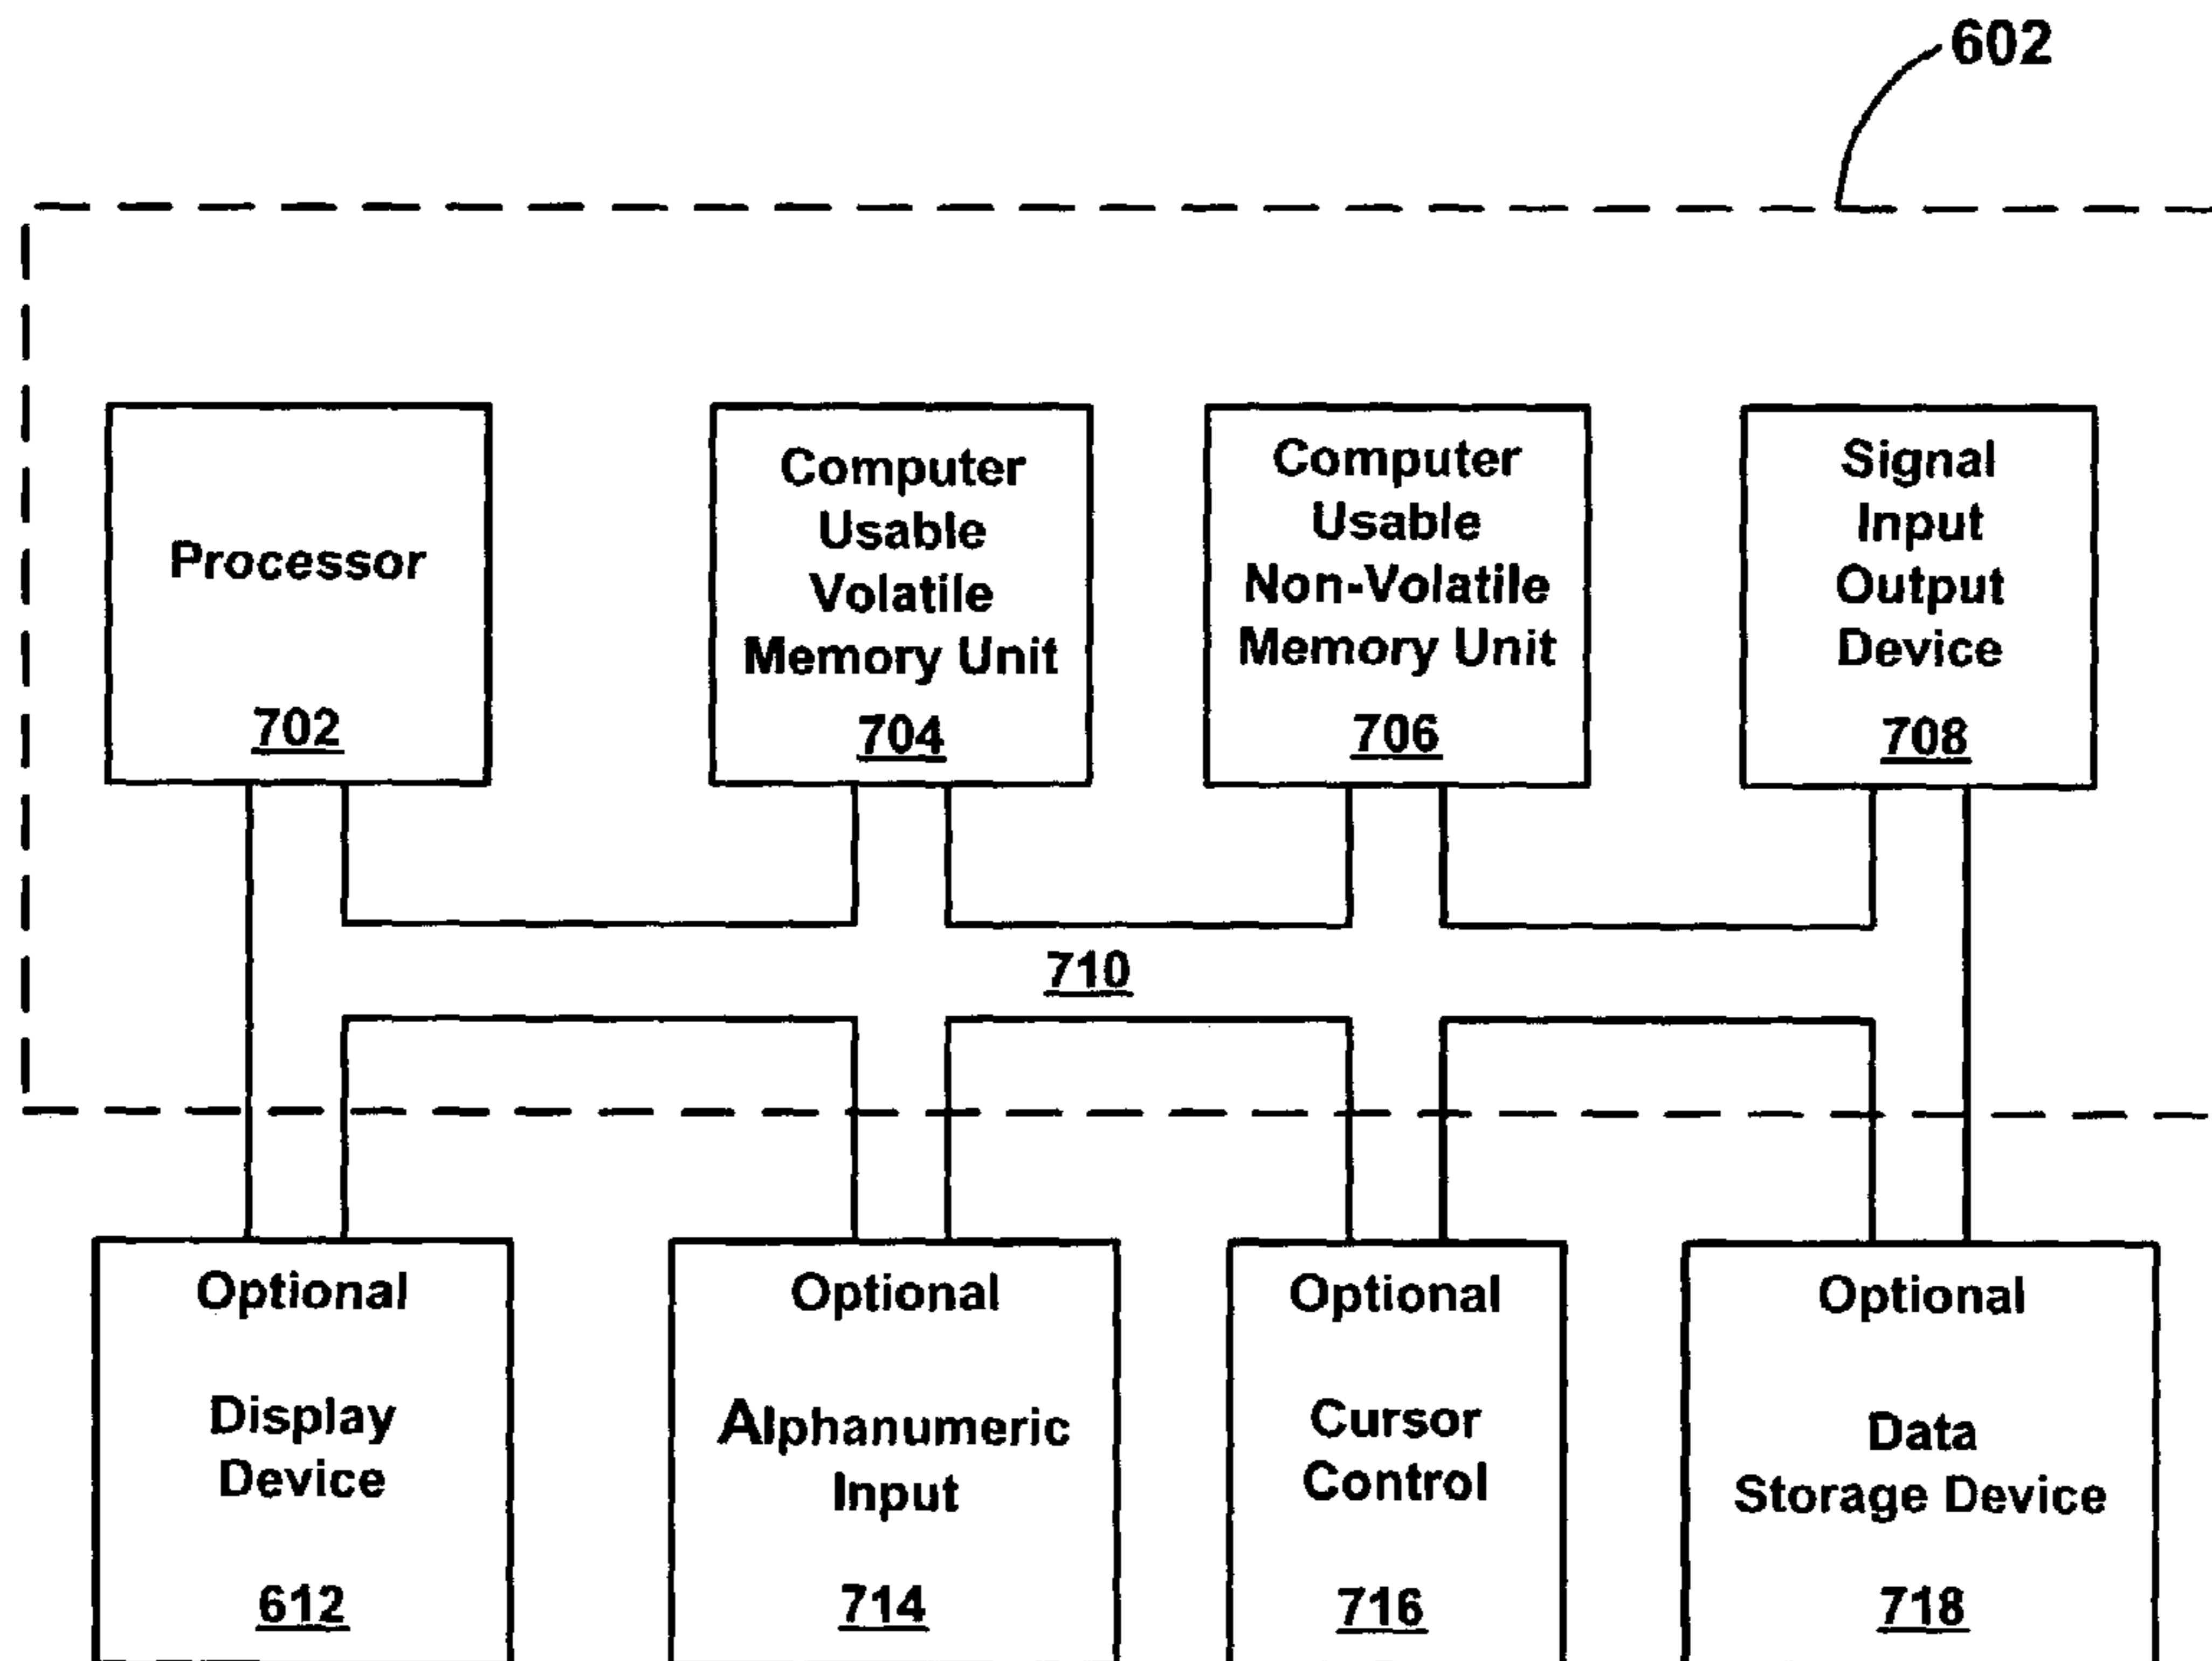 602
Processor
702
Computer
Usable
Volatile
Memory Unit
704
Computer
Usable
Non-Volatile
Memory Unit
706
Signal
Input
Output
Device
708
710
Optional
Display
Device
612
Optional
Alphanumeric
Input
714
Optional
Cursor
Control
716
Optional
Data
Storage Device
718